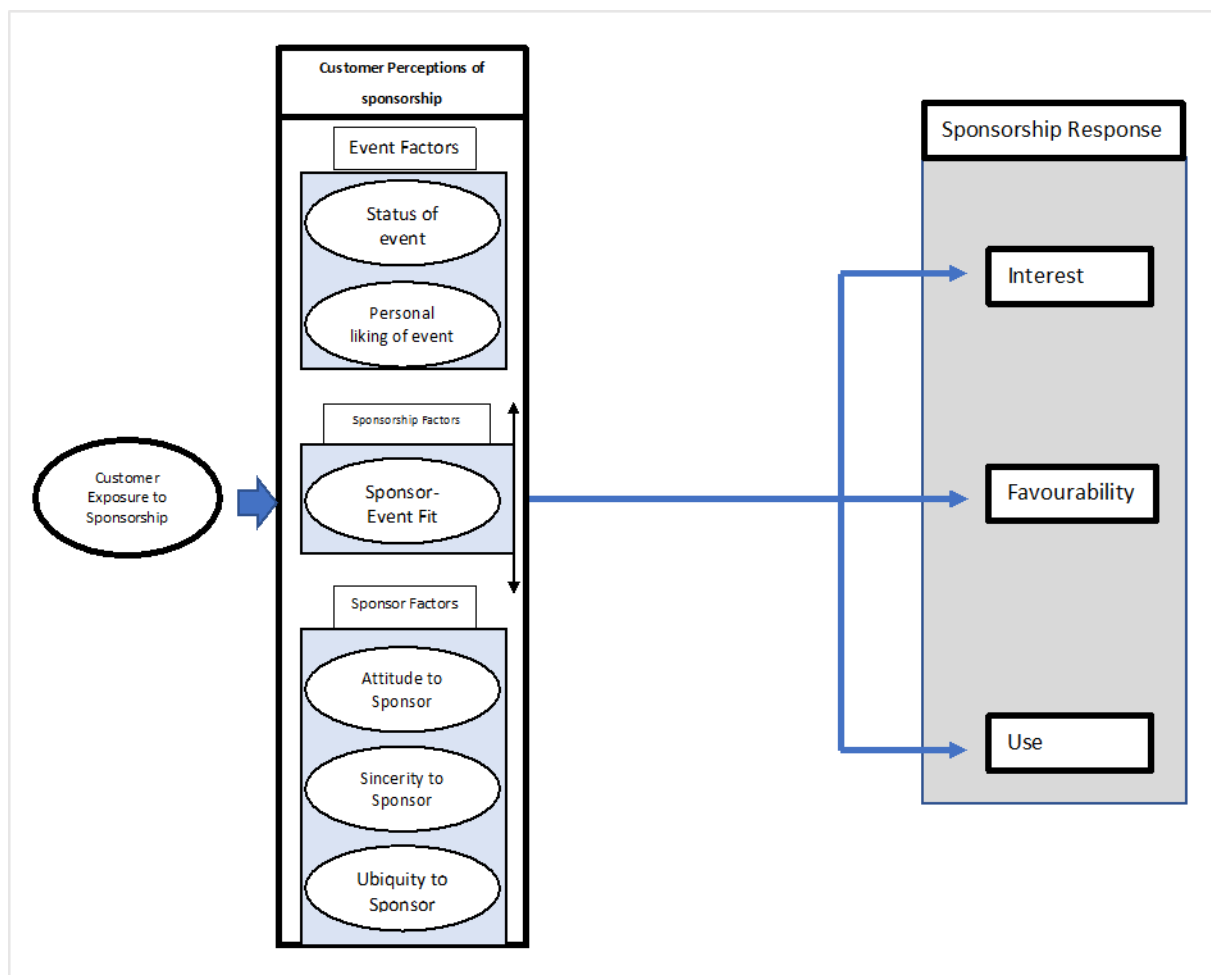 Customer Perceptions of
sponsorship
Event Factors
Status of
event
Personal
liking of event
Sponsorship Factors
Sponsor-
Event Fit
Sponsor Factors
Attitude to
Sponsor
Sincerity to
Sponsor
Ubiquity to
Sponsor
Customer
Exposure to
Sponsorship
Sponsorship Response
Interest
Favourability
Use